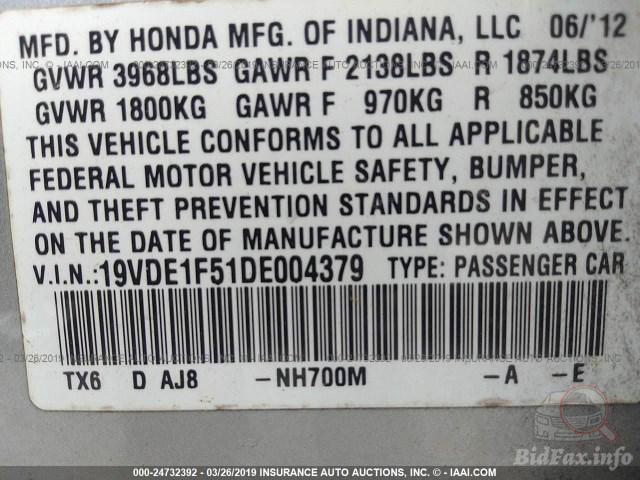 MFD. BY HONDA MFG. OF INDIANA, LLC 06/'12
GVWR 3968LBS GAWR F 2138LBS R 1874LBS
GVWR 1800KG GAWR F 970KG R 850KG
THIS VEHICLE CONFORMS TO ALL APPLICABLE
FEDERAL MOTOR VEHICLE SAFETY, BUMPER,
AND THEFT PREVENTION STANDARDS IN EFFECT
ON THE DATE OF MANUFACTURE SHOWN ABOVE.
V.I.N.:19VDE1F51DE004379 TYPE: PASSENGER CAR
TX6 D AJ8 -NH700M -A -E
BidFax.info
000-24732392 - 03/26/2019 INSURANCE AUTO AUCTIONS, INC. - IAAI.COM